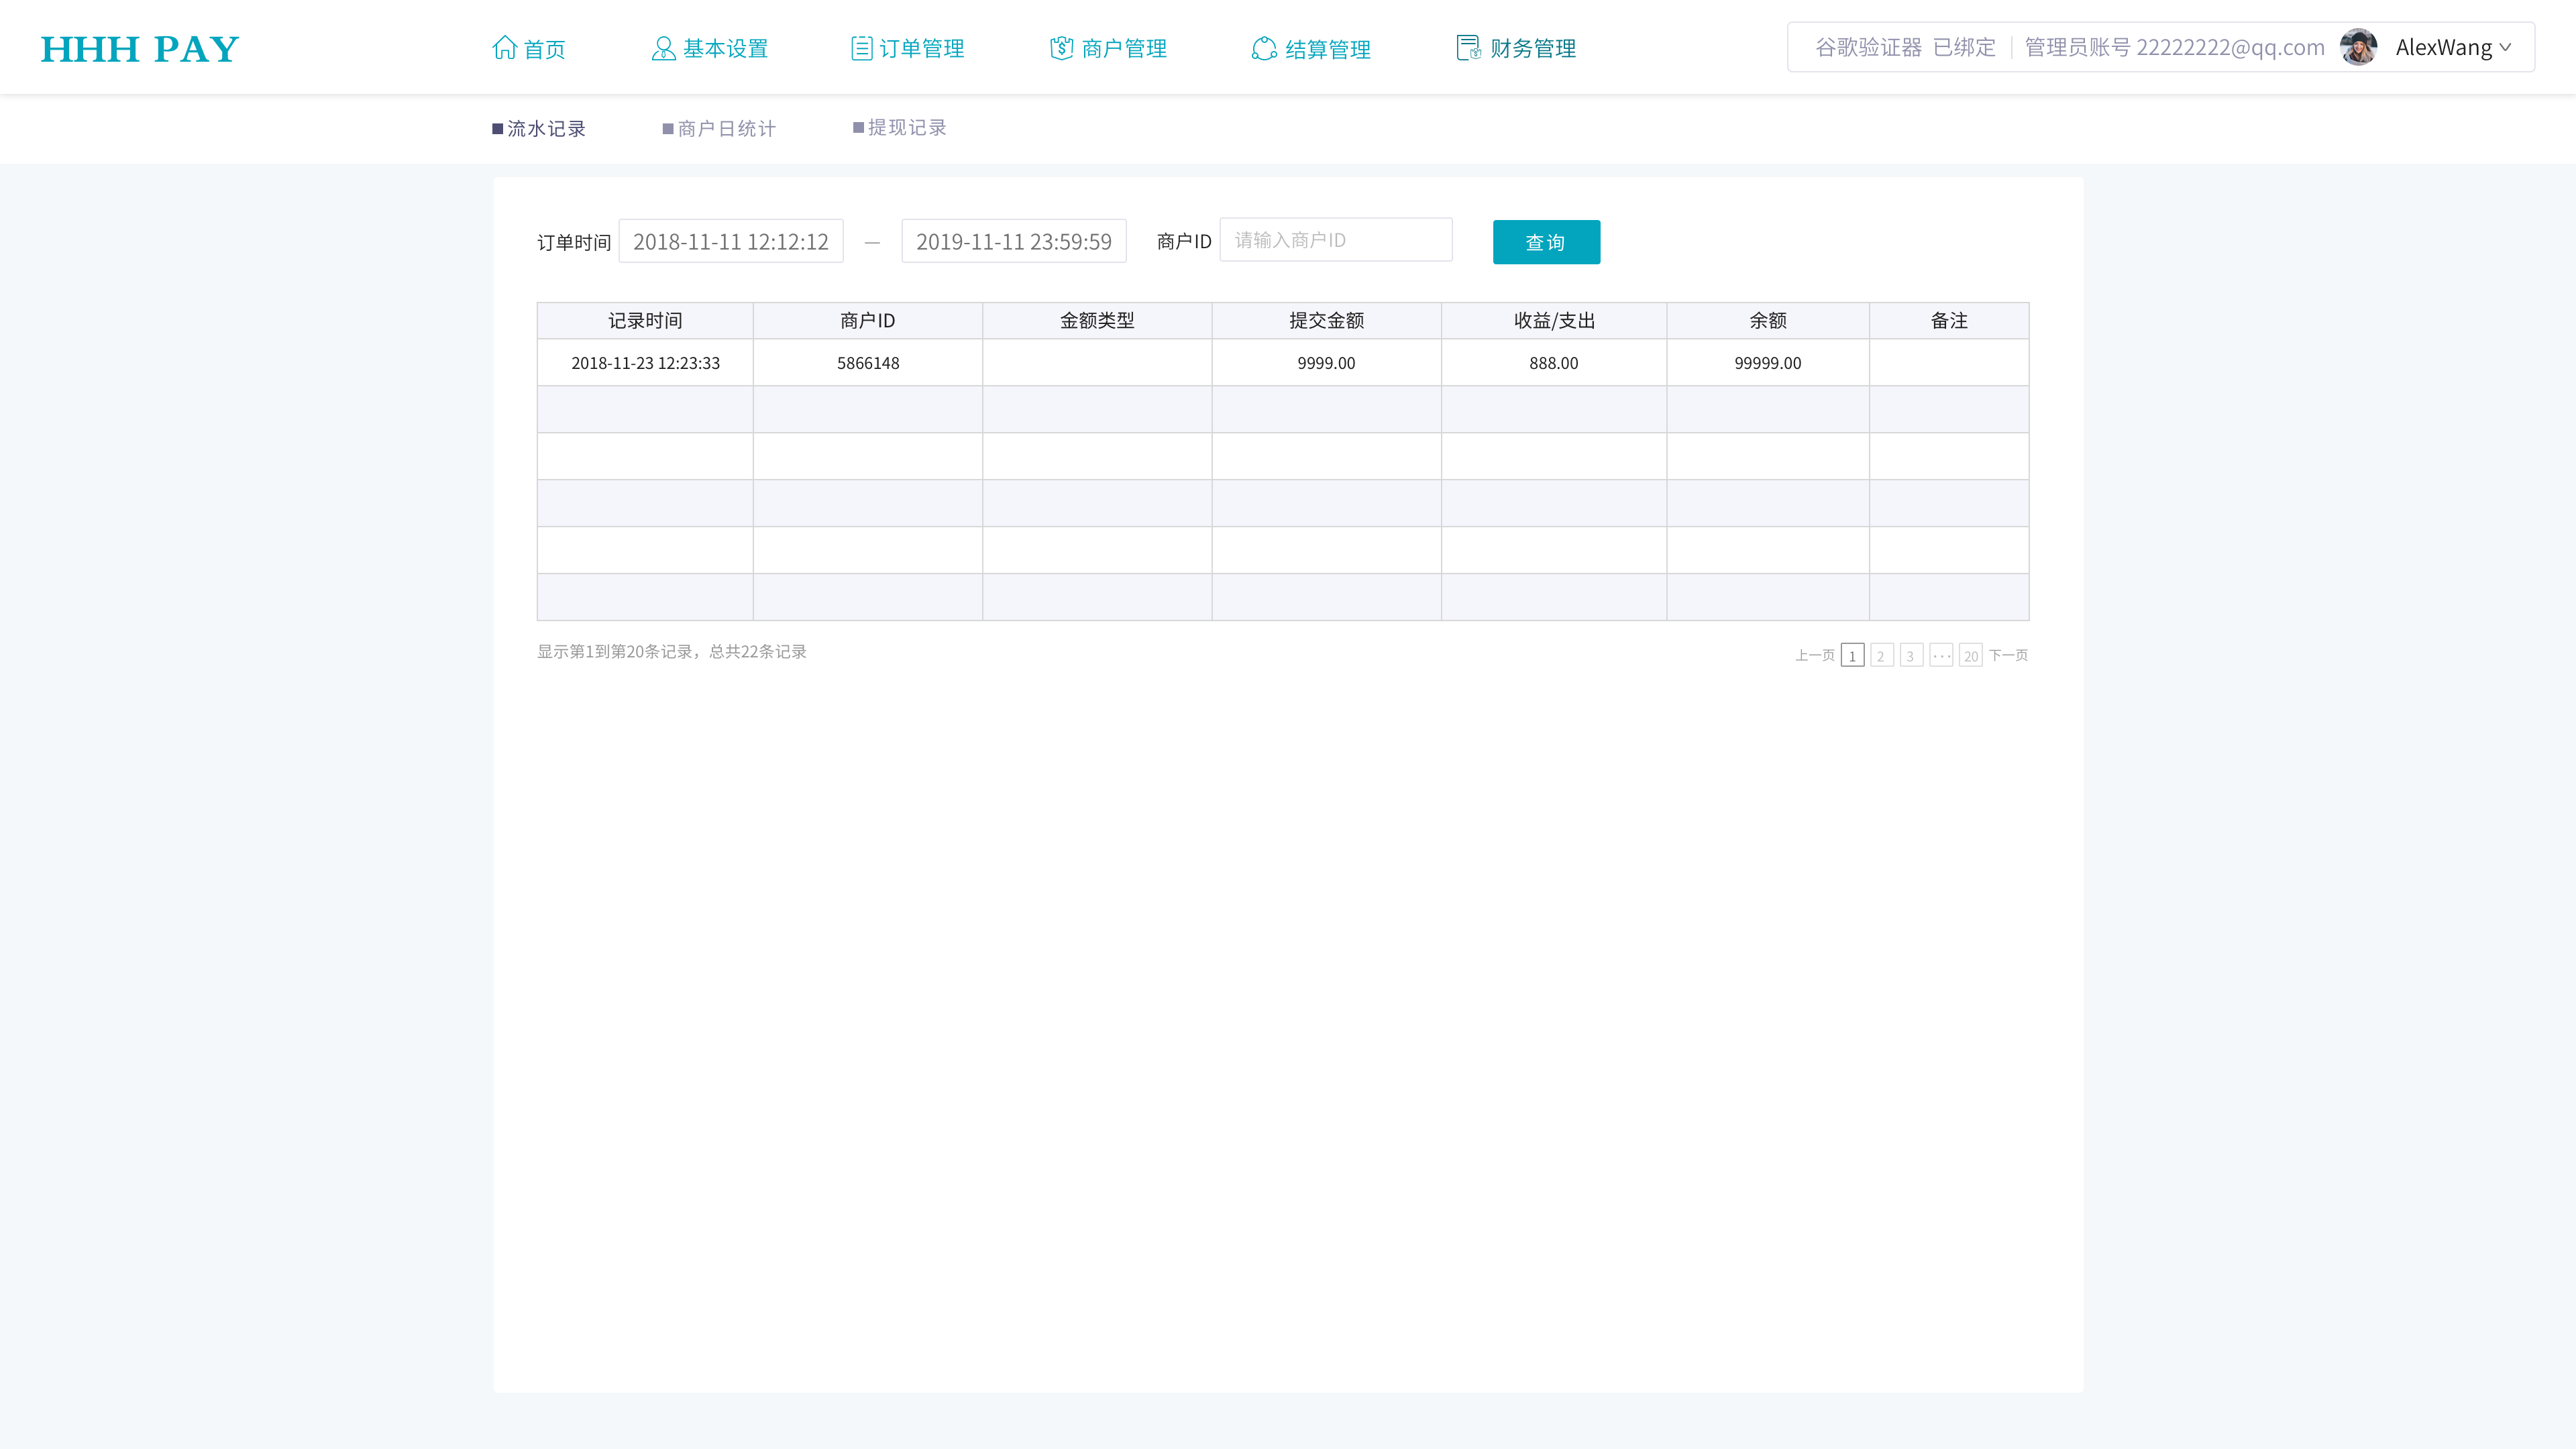 HHH PAY 首页 基本设置 订单管理 商户管理 结算管理 财务管理 谷歌验证器 已绑定 管理员账号 22222222@qq.com AlexWang
流水记录 商户日统计 提现记录
订单时间 2018-11-11 12:12:12 — 2019-11-11 23:59:59 商户ID 请输入商户ID 查询
记录时间 商户ID 金额类型 提交金额 收益/支出 余额 备注
2018-11-23 12:23:33 5866148 9999.00 888.00 99999.00
显示第1到第20条记录，总共22条记录 上一页 1 2 3 ··· 20 下一页